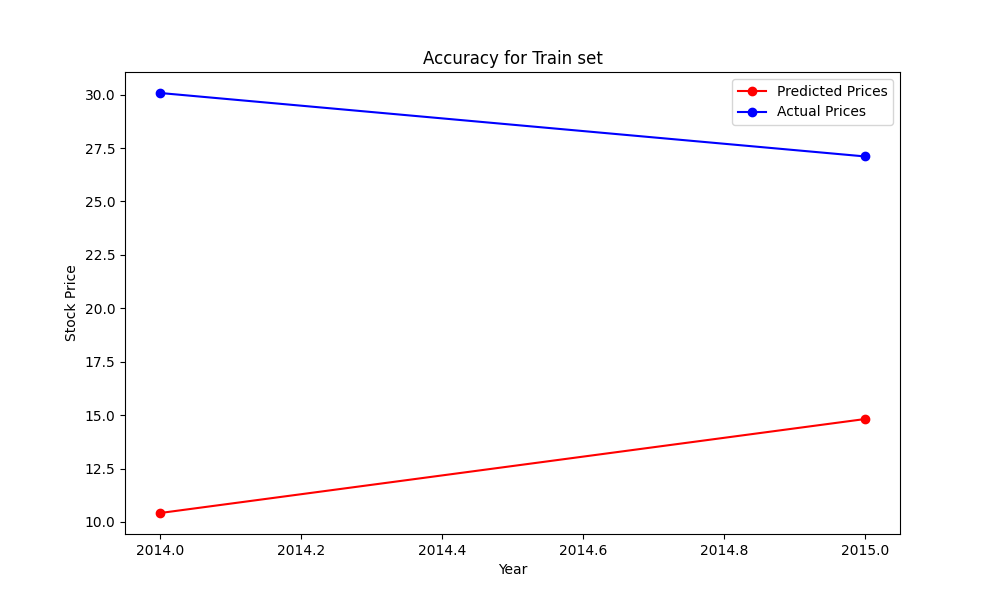 Accuracy for Train set
Predicted Prices
Actual Prices
30.0
27.5
25.0
22.5
20.0
17.5
15.0
12.5
10.0
Stock Price
2014.0 2014.2 2014.4 2014.6 2014.8 2015.0
Year